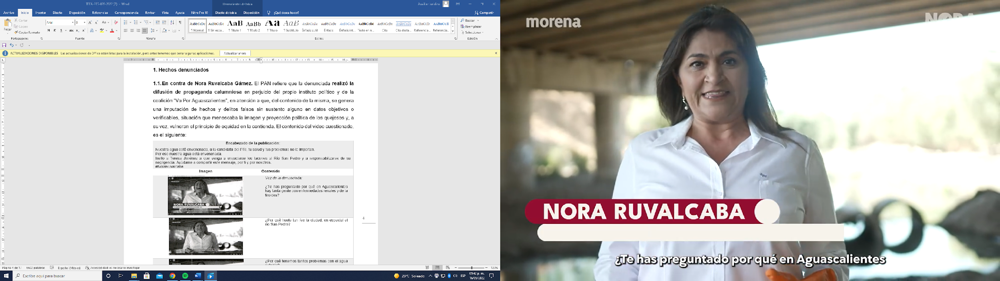 TEEA-PES-020-2022 (7) - Word
Herramientas de tabla
Auxiliar Jurídico
Archivo Inicio Insertar Diseño Disposición Referencias Correspondencia Revisar Vista Ayuda Nitro Pro 10 Diseño de tabla Disposición ¿Qué desea hacer? Compartir
Pegar
Cortar
Copiar
Copiar formato
Portapapeles
Arial 9
N K S abc
Fuente
Párrafo
AaBbCcDc ¶ Normal
AaBbCcDc ¶ Sin espa...
AaB ¶ Título 1
AaBb ¶ Título 2
AaB ¶ Título
AaB ¶ Subtítulo
AaBbCcDc Énfasis sutil
AaBbCcDc Énfasis
AaBbCcDc Énfasis int...
AaBbCcDc Texto en n...
AaBbCcDc Cita
AaBbCcDc Cita desta...
AABBCCD Referencia...
AABBCCD Referencia...
Estilos
Buscar
Reemplazar
Seleccionar
Edición
ACTUALIZACIONES DISPONIBLES Las actualizaciones de Office están listas para la instalación, pero antes tenemos que cerrar algunas aplicaciones. Actualizar ahora
1. Hechos denunciados
1.1. En contra de Nora Ruvalcaba Gámez. El PAN refiere que la denunciada realizó la
difusión de propaganda calumniosa en perjuicio del propio instituto político y de la
coalición "Va Por Aguascalientes", en atención a que, del contenido de la misma, se genera
una imputación de hechos y delitos falsos sin sustento alguno en datos objetivos o
verificables, situación que menoscaba la imagen y proyección política de los quejosos y, a
su vez, vulneran el principio de equidad en la contienda. El contenido del video cuestionado,
es el siguiente:
Encabezado de la publicación:
Nuestra agua está envenenada, a la candidata del PRI, tu salud y tus problemas no le importan.
Por eso nuestra agua está envenenada.
Invito a Teresa Jiménez a que venga a ensuciarse los tacones al Río San Pedro y a responsabilizarse de su
negligencia. Ayúdame a compartir este mensaje, por ti y por nosotros.
#NoraRuvalcaba
Imagen Contenido
Voz de la denunciada:
¿Te has preguntado por qué en Aguascalientes
hay tanta gente con enfermedades renales y de la
tiroides?
NORA RUVALCABA
¿Por qué huele tan feo la ciudad, en especial el
río San Pedro?
4
¿Por qué tenemos tantos problemas con el agua
Página 4 de 17 6602 palabras Español (México) Accesibilidad: es necesario investigar 120%
Escribe aquí para buscar
28°C Soleado ESP 05:42 p. m.
16/05/2022
morena
NORA
NORA RUVALCABA
¿Te has preguntado por qué en Aguascalientes